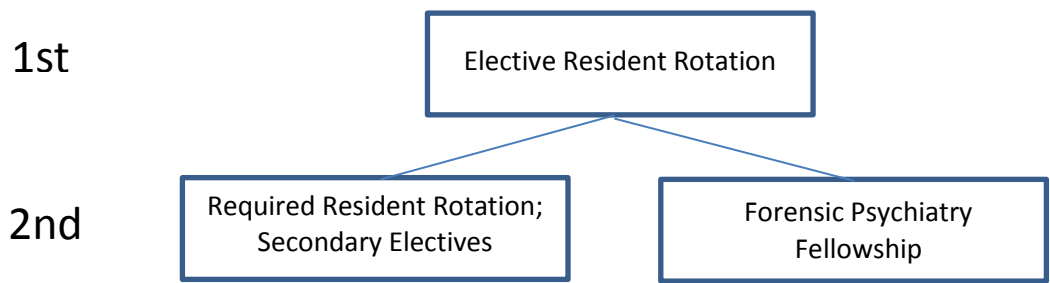 1st
Elective Resident Rotation
2nd
Required Resident Rotation;
Secondary Electives
Forensic Psychiatry
Fellowship